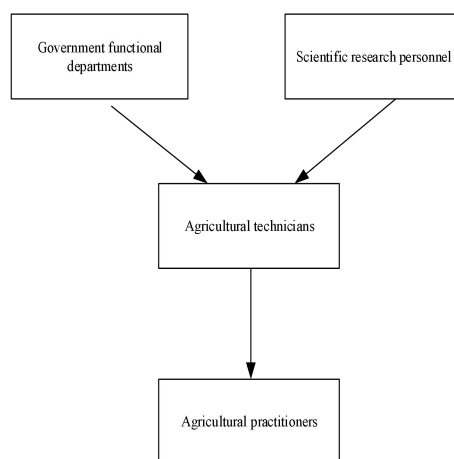 Government functional
departments
Scientific research personnel
Agricultural technicians
Agricultural practitioners